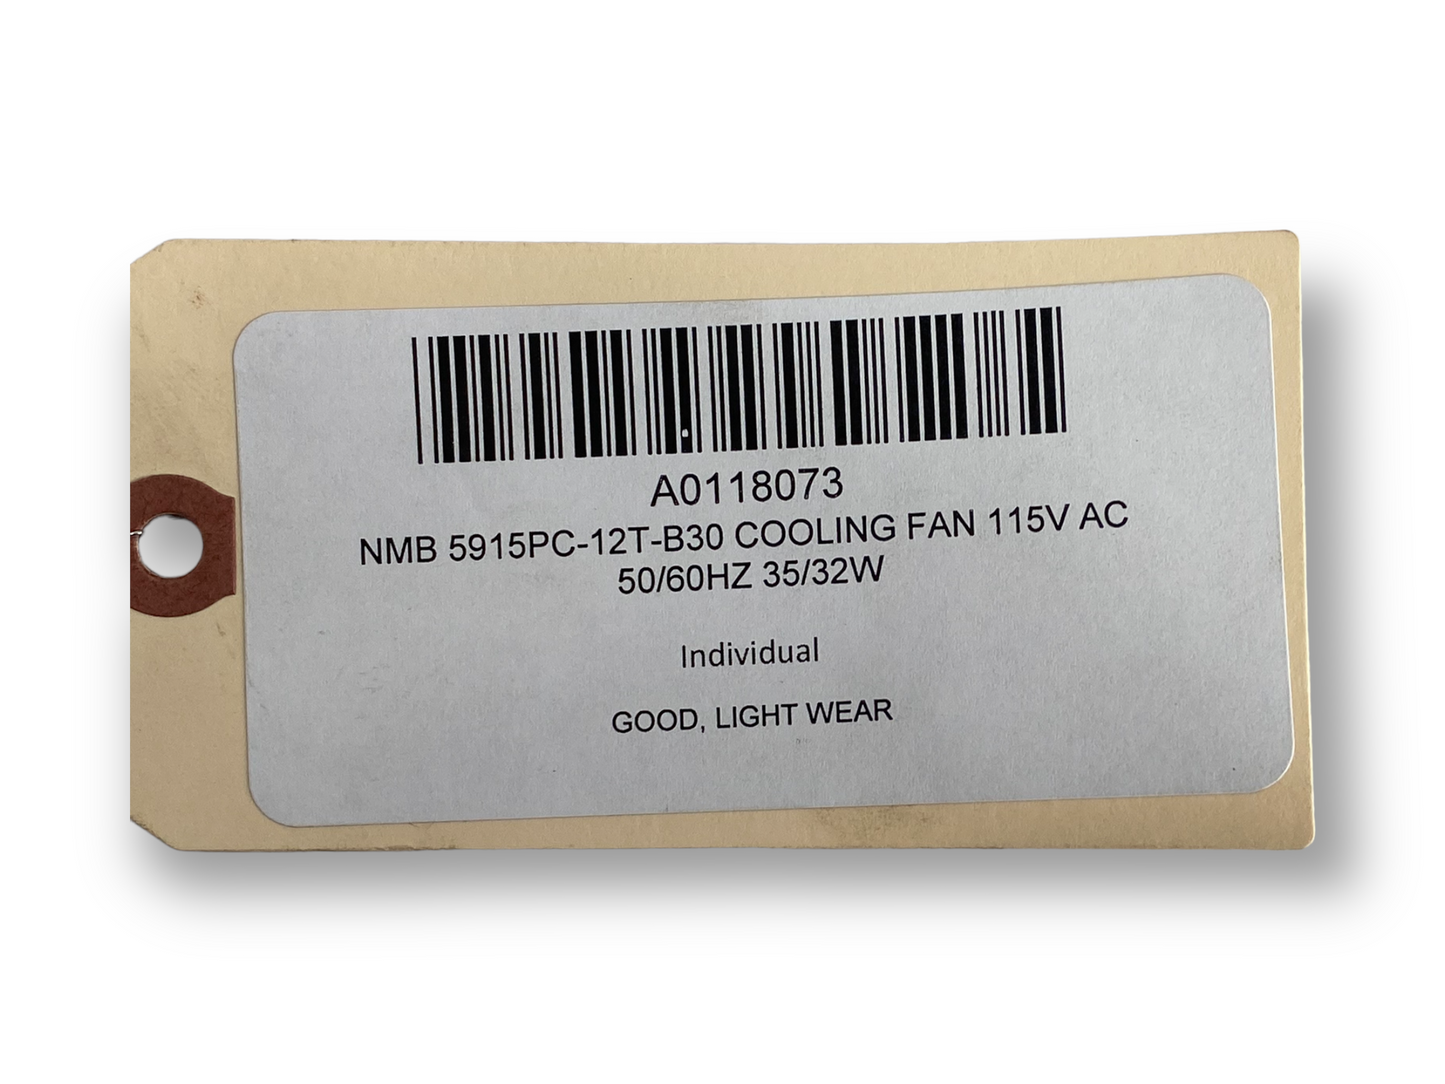 A0118073
NMB 5915PC-12T-B30 COOLING FAN 115V AC
50/60HZ 35/32W
Individual
GOOD, LIGHT WEAR